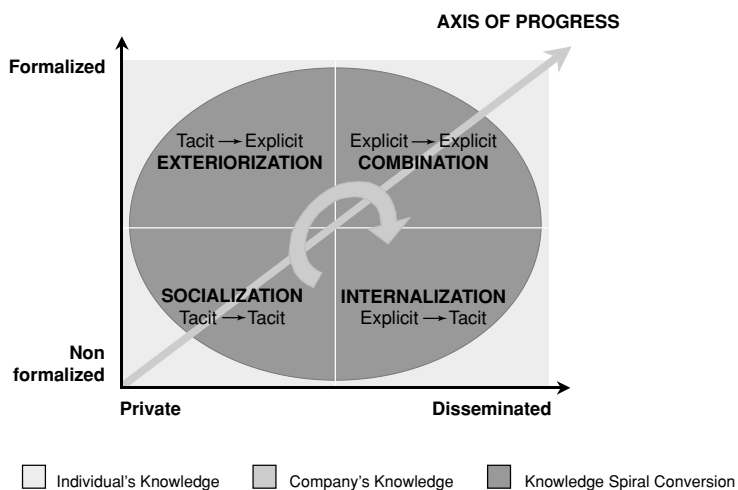 AXIS OF PROGRESS
Formalized
Tacit → Explicit
EXTERIORIZATION
Explicit → Explicit
COMBINATION
SOCIALIZATION
Tacit → Tacit
INTERNALIZATION
Explicit → Tacit
Non
formalized
Private
Disseminated
Individual's Knowledge
Company's Knowledge
Knowledge Spiral Conversion